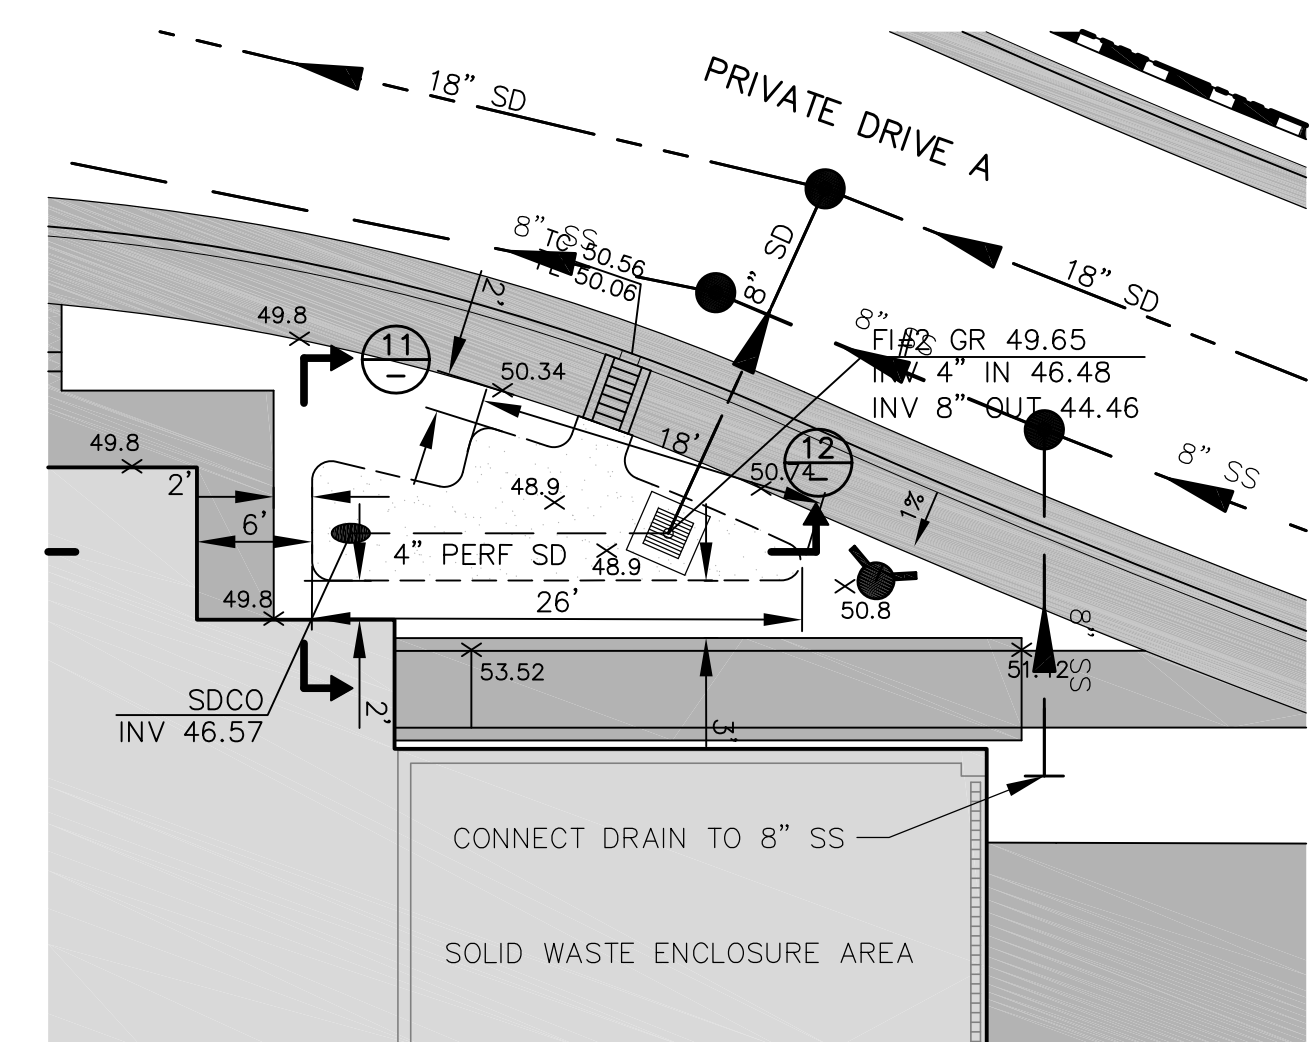 18” SD
PRIVATE DRIVE A
8” SS
TC 50.56
FL 50.06
8” SD
18” SD
2’
49.8
11
–
50.34
8” SS
FI#2 GR 49.65
INV 4” IN 46.48
INV 8” OUT 44.46
18’
12
–
50.74
8” SS
49.8
2’
48.9
1%
6’
4” PERF SD
48.9
49.8
26’
50.8
8” SS
53.52
51.12
SDCO
INV 46.57
2’
3’
CONNECT DRAIN TO 8” SS
SOLID WASTE ENCLOSURE AREA